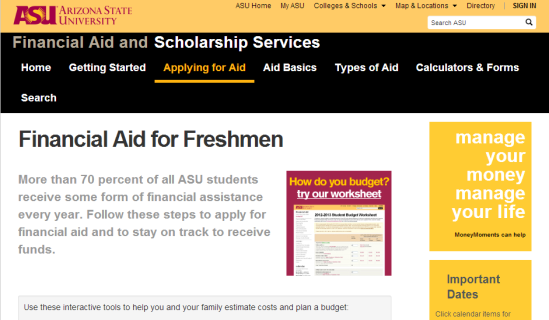 ASU ARIZONA STATE
UNIVERSITY
ASU Home My ASU Colleges & Schools Map & Locations Directory | SIGN IN
Search ASU
Financial Aid and Scholarship Services
Home Getting Started Applying for Aid Aid Basics Types of Aid Calculators & Forms
Search
Financial Aid for Freshmen
More than 70 percent of all ASU students
receive some form of financial assistance
every year. Follow these steps to apply for
financial aid and to stay on track to receive
funds.
How do you budget?
try our worksheet
2012-2013 Student Budget Worksheet
Use these interactive tools to help you and your family estimate costs and plan a budget:
manage
your
money
manage
your life
MoneyMoments can help
Important
Dates
Click calendar items for